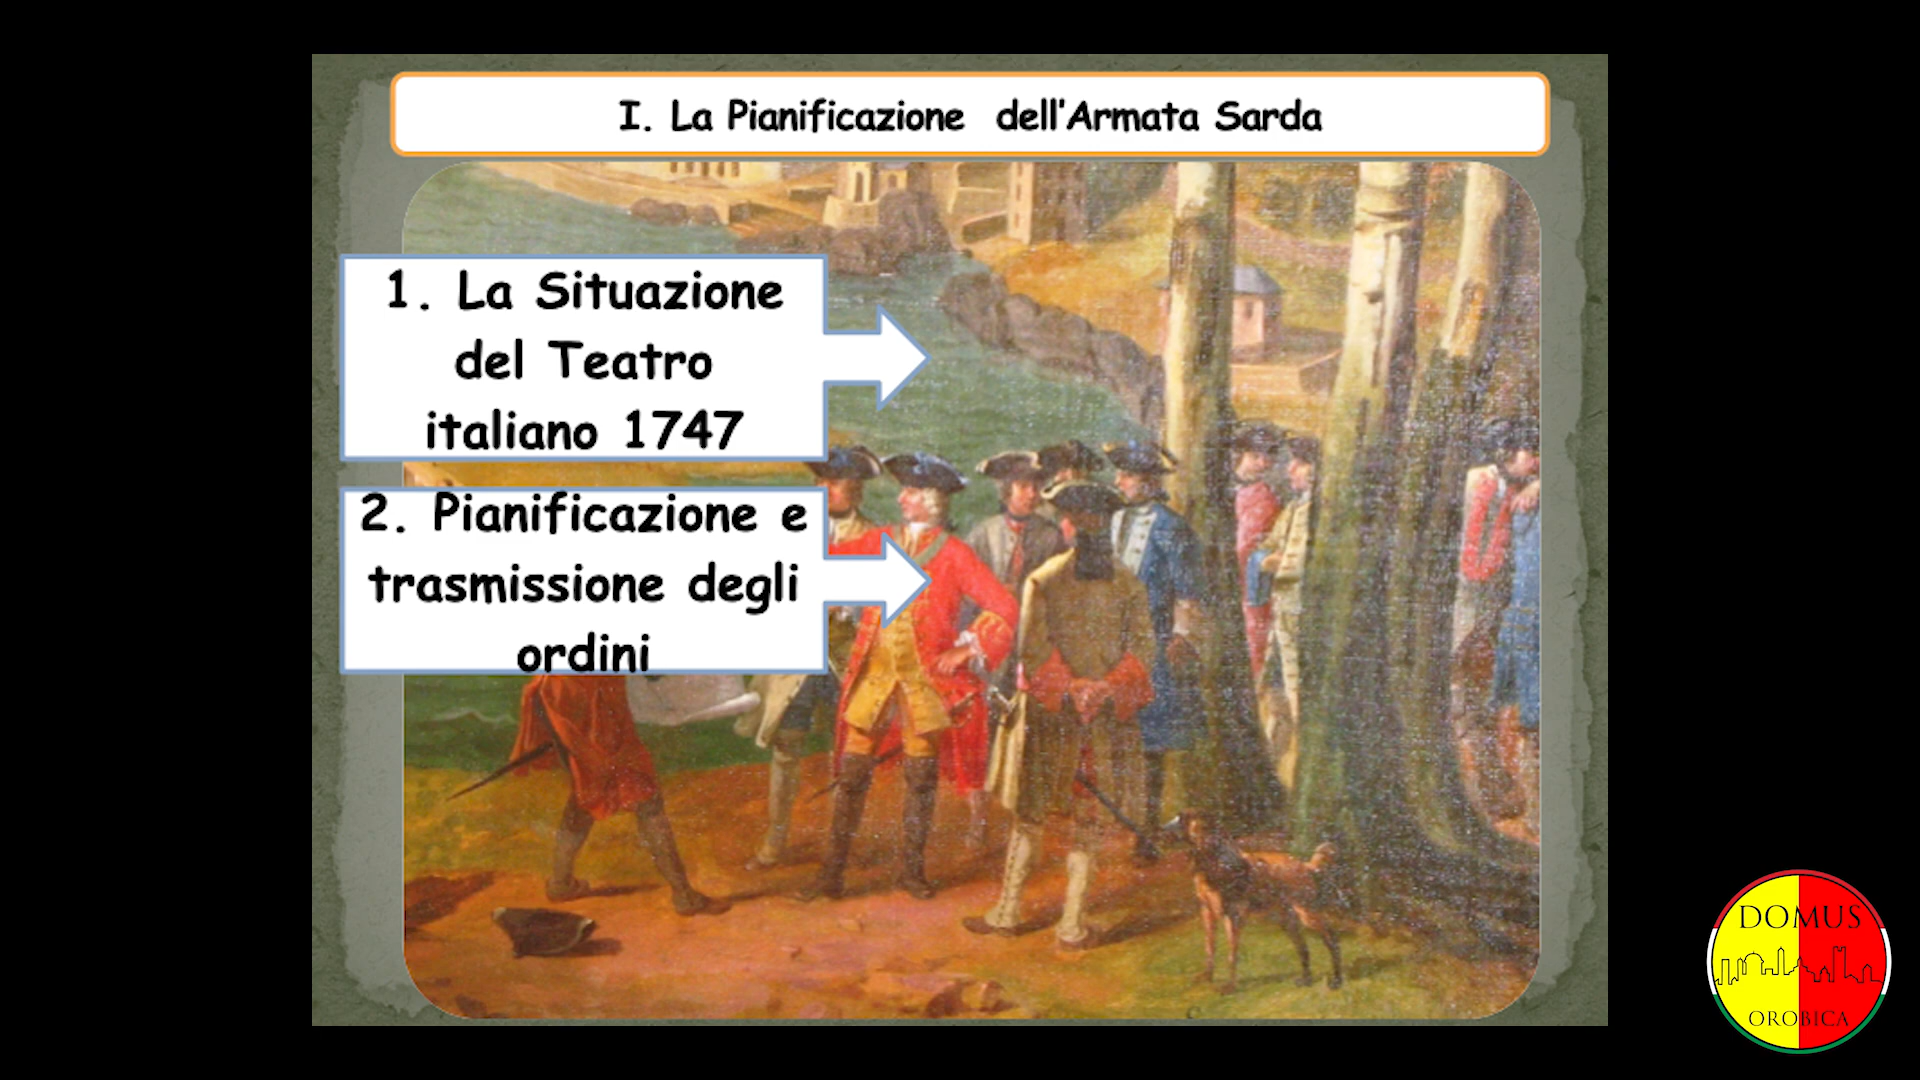 I. La Pianificazione dell'Armata Sarda
1. La Situazione
del Teatro
italiano 1747
2. Pianificazione e
trasmissione degli
ordini
DOMUS
OROBICA